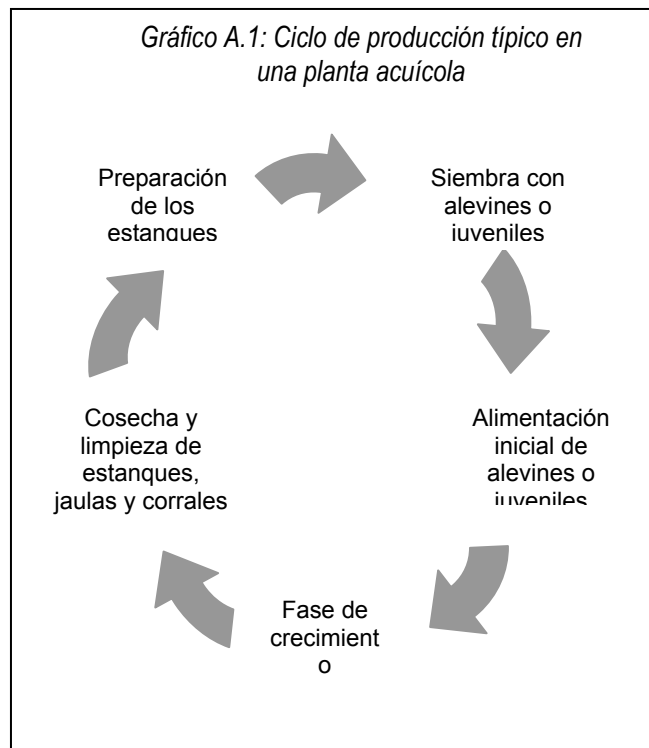 Gráfico A.1: Ciclo de producción típico en
una planta acuícola
Preparación
de los
estanques
Siembra con
alevines o
juveniles
Alimentación
inicial de
alevines o
juveniles
Fase de
crecimient
o
Cosecha y
limpieza de
estanques,
jaulas y corrales